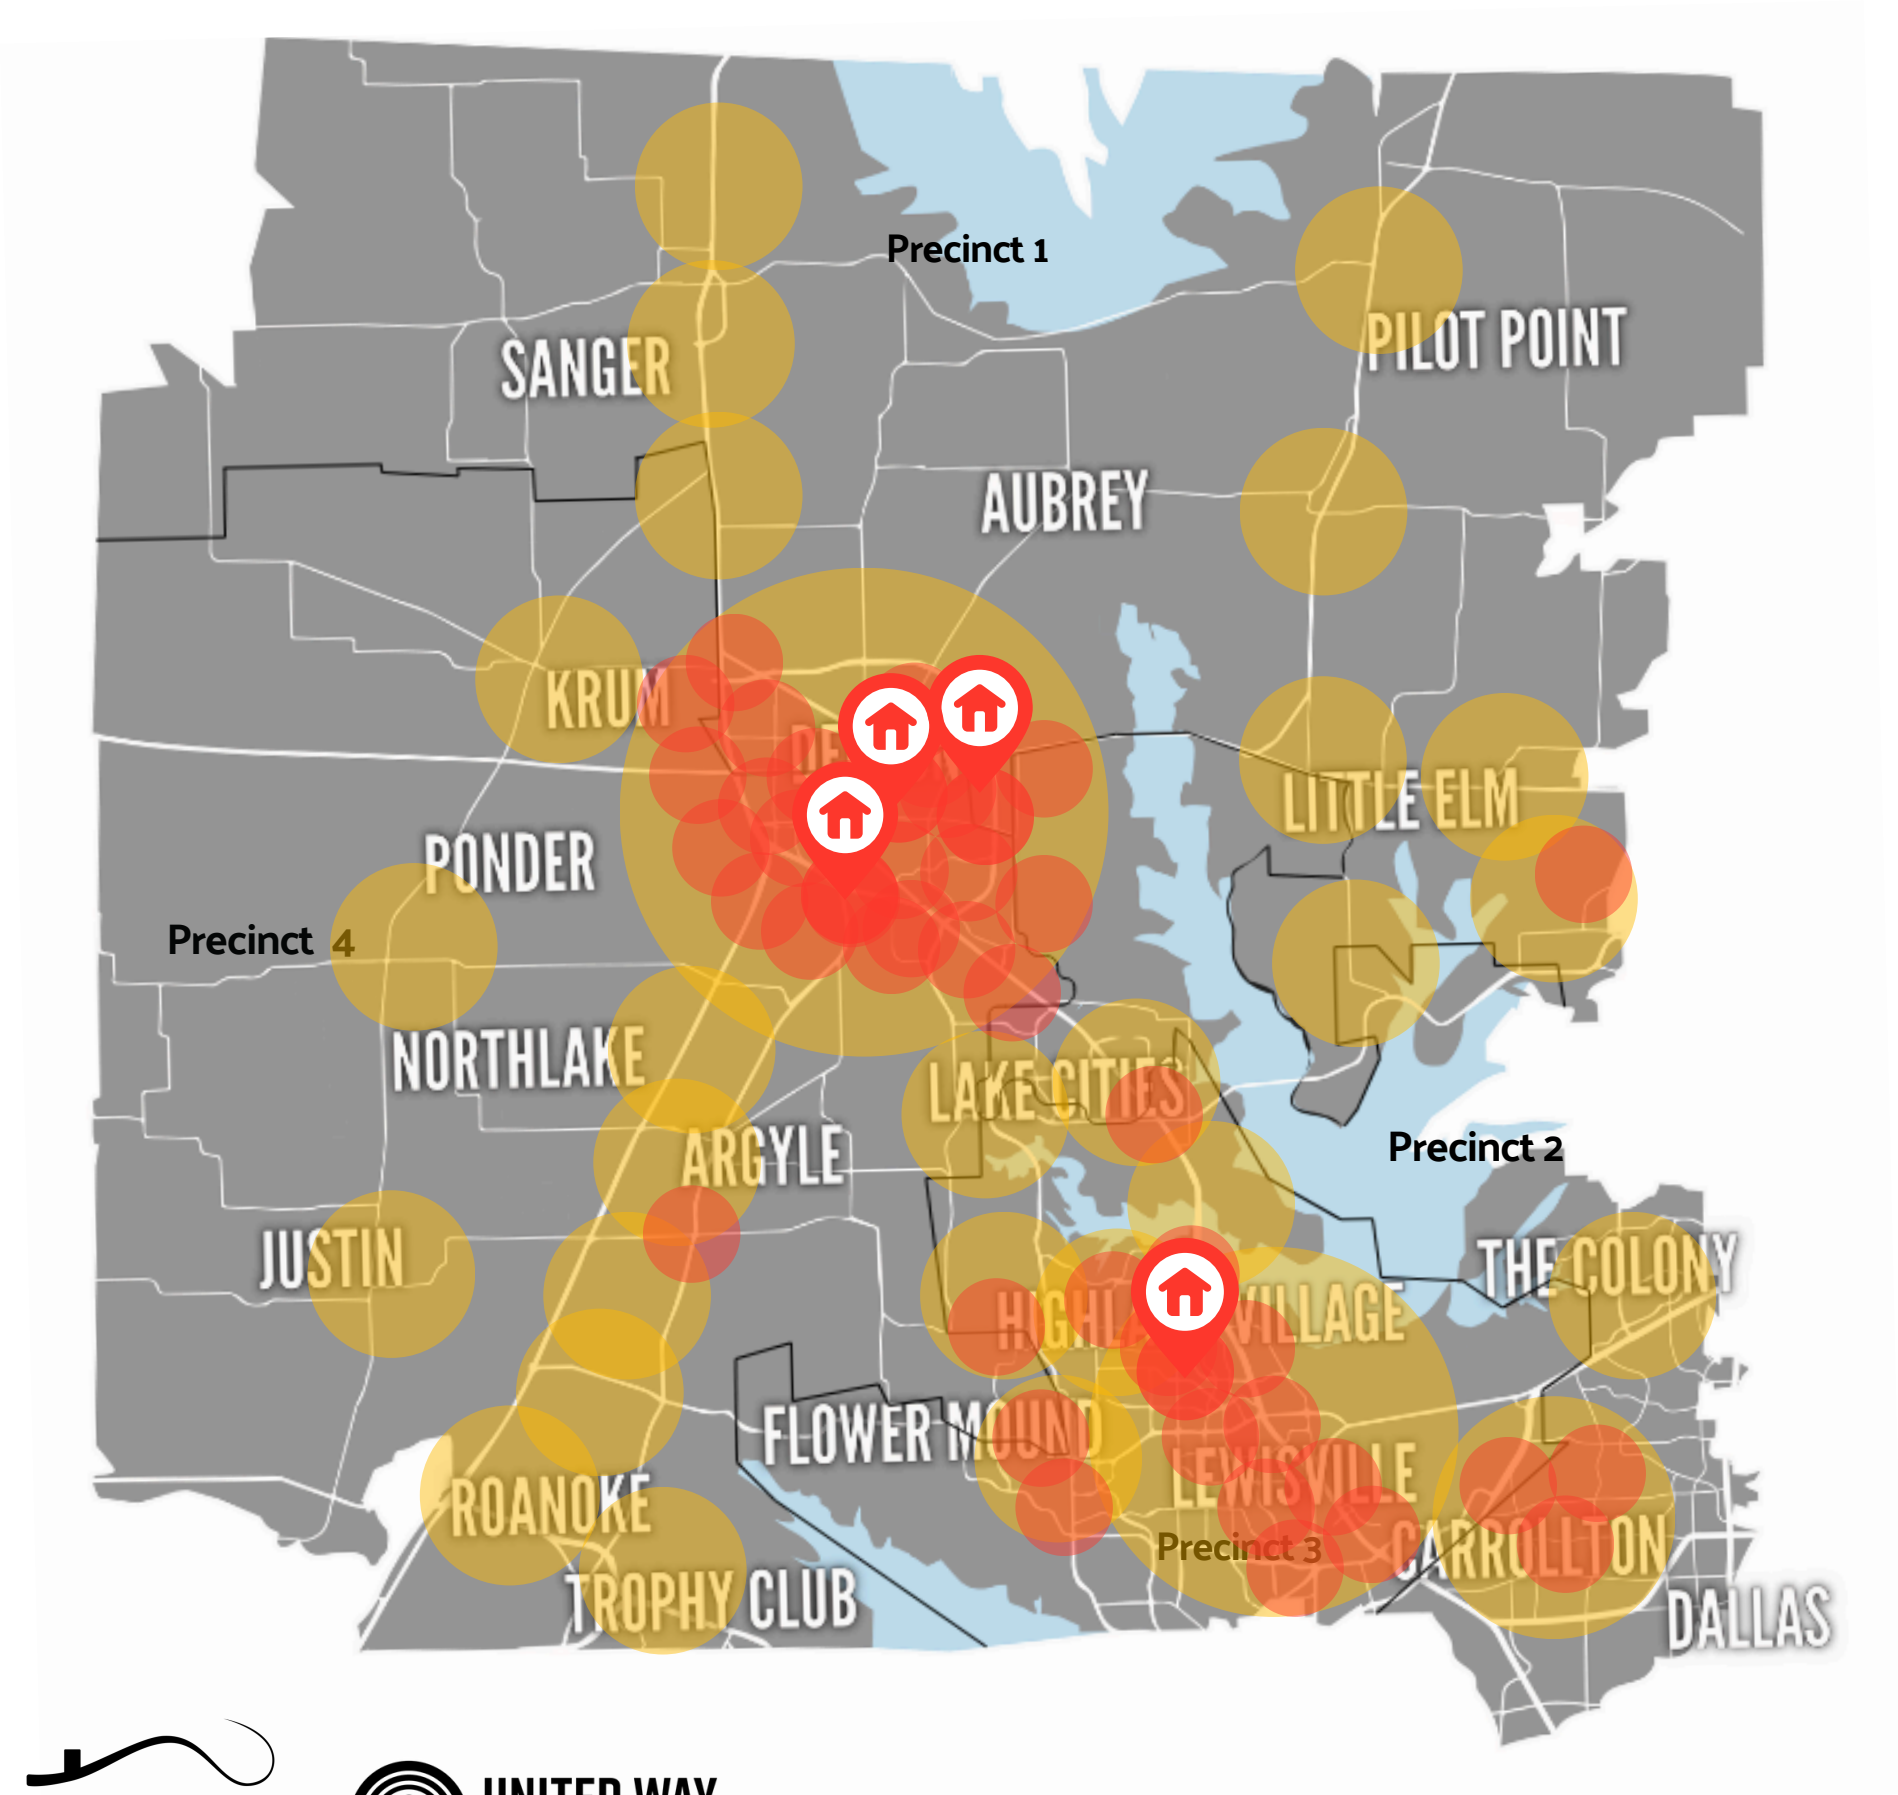 Precinct 1
SANGER
PILOT POINT
AUBREY
KRUM
LITTLE ELM
PONDER
Precinct 4
NORTHLAKE
LAKE CITIES
ARGYLE
Precinct 2
JUSTIN
THE COLONY
VILLAGE
FLOWER MOUND
LEWISVILLE
ROANOKE
Precinct 3
CARROLLTON
TROPHY CLUB
DALLAS
UNITED WAY